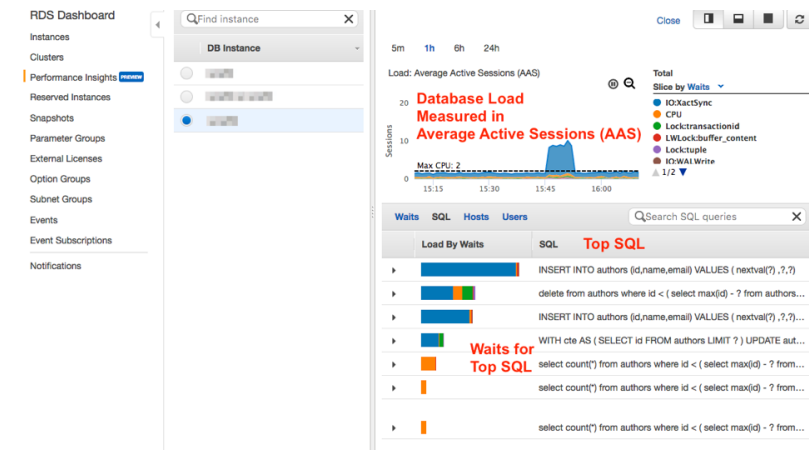 RDS Dashboard
Instances
Clusters
Performance Insights PREVIEW
Reserved Instances
Snapshots
Parameter Groups
External Licenses
Option Groups
Subnet Groups
Events
Event Subscriptions
Notifications
Find instance
DB Instance
Close
5m 1h 6h 24h
Load: Average Active Sessions (AAS)
Total
Slice by Waits
IO:XactSync
CPU
Lock:transactionid
LWLock:buffer_content
Lock:tuple
IO:WALWrite
1/2
Database Load
Measured in
Average Active Sessions (AAS)
Sessions
20
10
0
Max CPU: 2
15:15 15:30 15:45 16:00
Waits SQL Hosts Users
Search SQL queries
Load By Waits
SQL
Top SQL
INSERT INTO authors (id,name,email) VALUES ( nextval(?) ,?,?)
delete from authors where id < ( select max(id) - ? from authors...
INSERT INTO authors (id,name,email) VALUES ( nextval(?) ,?,?)...
WITH cte AS ( SELECT id FROM authors LIMIT ? ) UPDATE aut...
select count(*) from authors where id < ( select max(id) - ? from...
select count(*) from authors where id < ( select max(id) - ? from...
select count(*) from authors where id < ( select max(id) - ? from...
Waits for
Top SQL